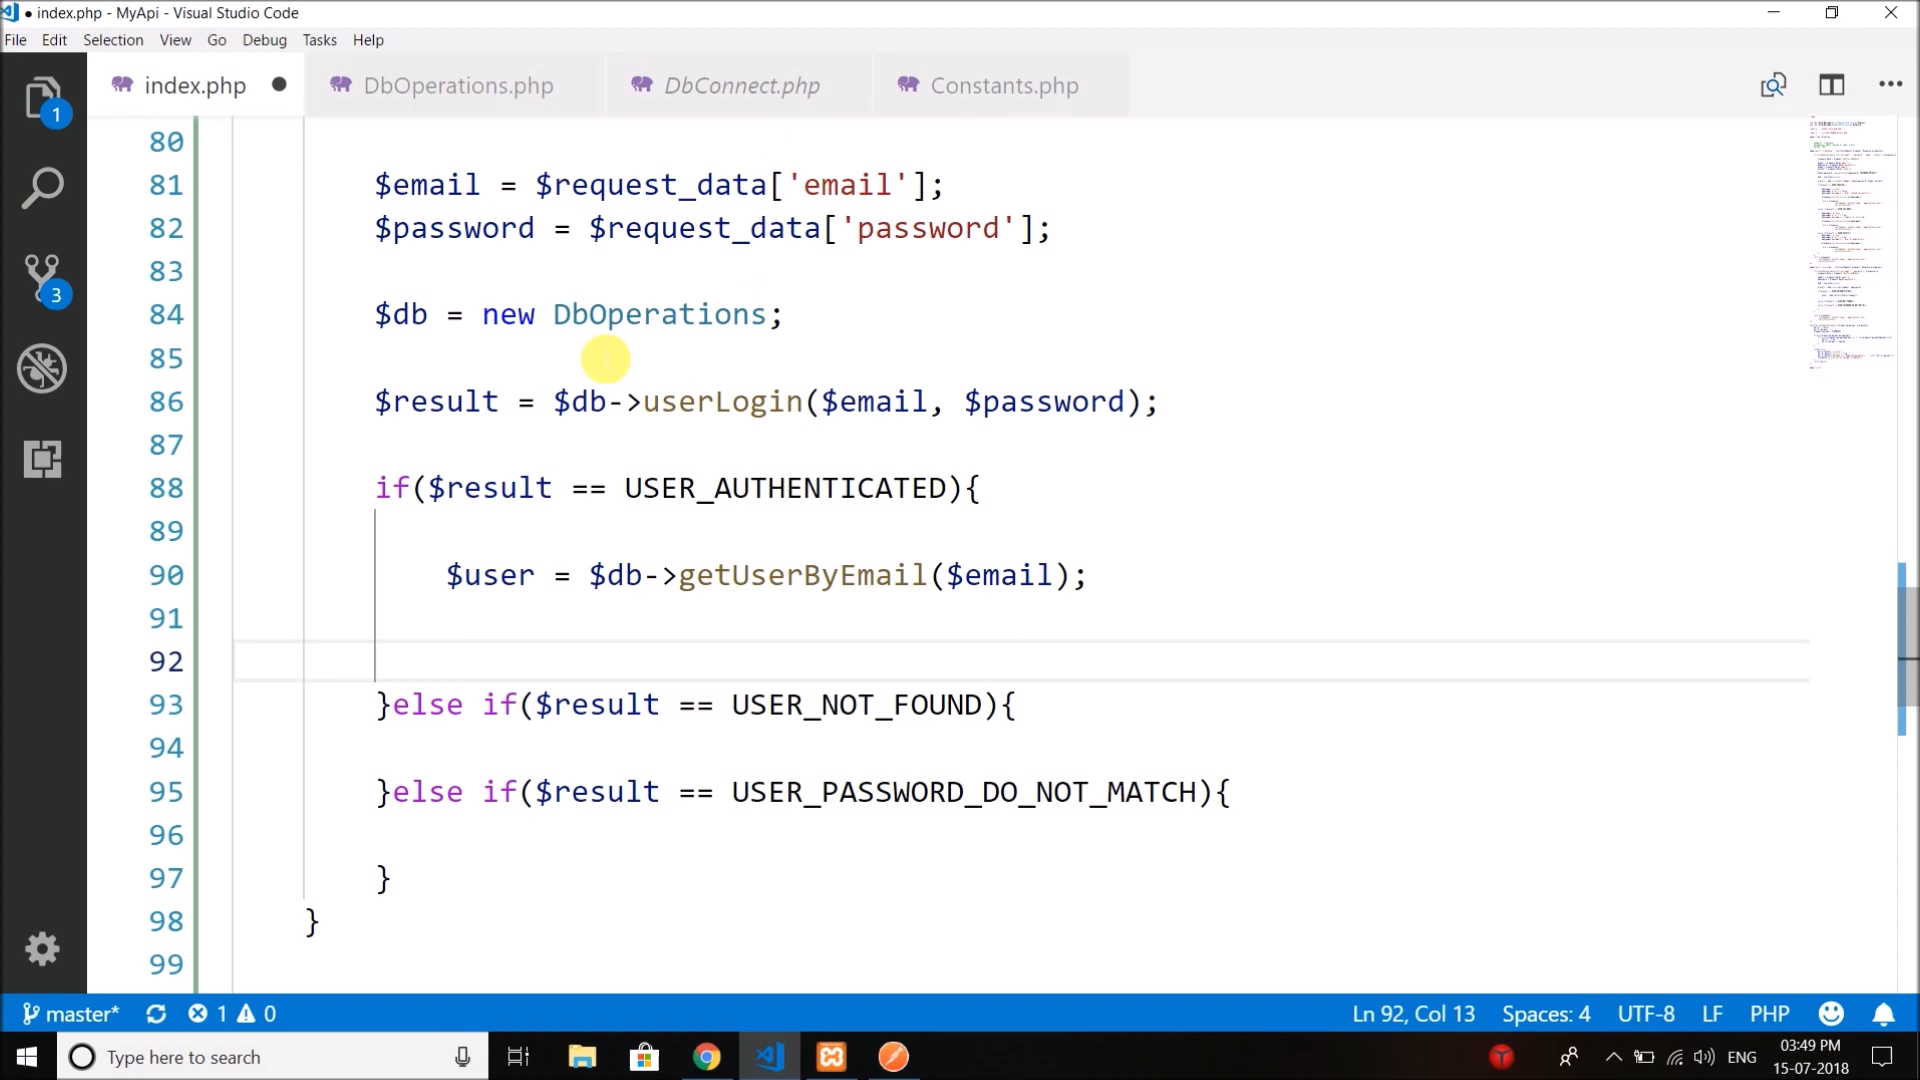 ● index.php - MyApi - Visual Studio Code
File Edit Selection View Go Debug Tasks Help
index.php ● DbOperations.php DbConnect.php Constants.php
1
3
80
81 $email = $request_data['email'];
82 $password = $request_data['password'];
83
84 $db = new DbOperations;
85
86 $result = $db->userLogin($email, $password);
87
88 if($result == USER_AUTHENTICATED){
89
90 $user = $db->getUserByEmail($email);
91
92
93 }else if($result == USER_NOT_FOUND){
94
95 }else if($result == USER_PASSWORD_DO_NOT_MATCH){
96
97 }
98 }
99
master* 1 0 Ln 92, Col 13 Spaces: 4 UTF-8 LF PHP
Type here to search ENG 03:49 PM
15-07-2018